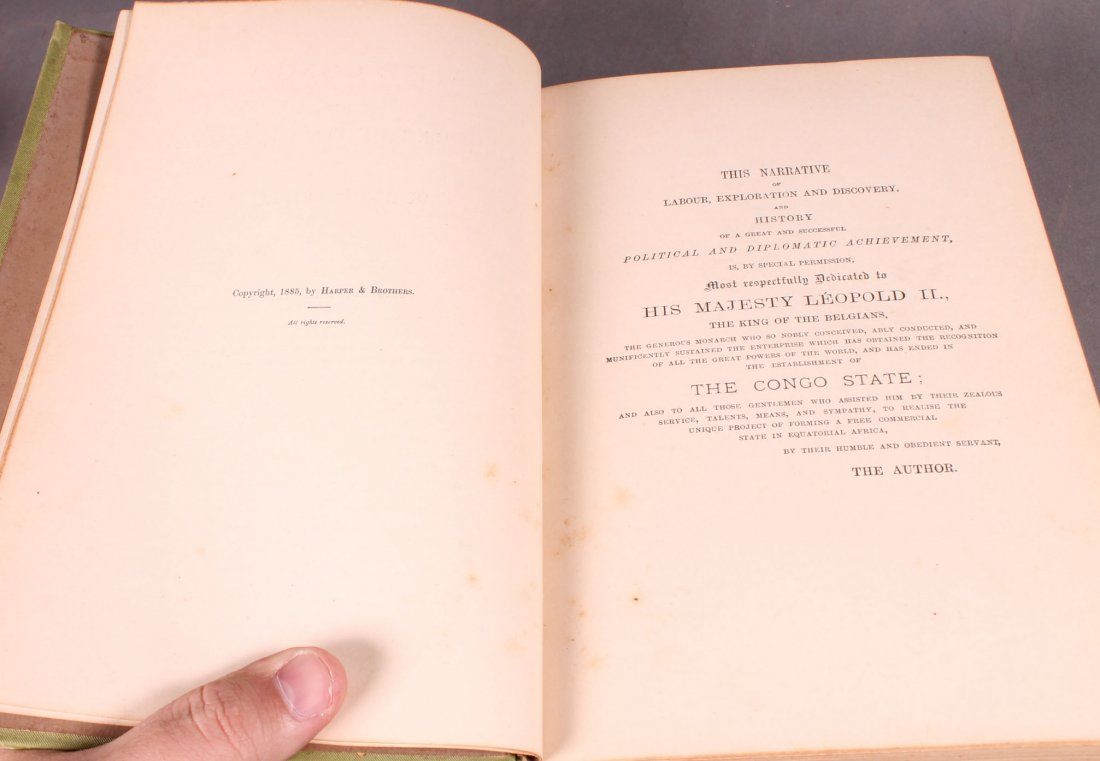 Copyright, 1885, by HARPER & BROTHERS.
All rights reserved.
THIS NARRATIVE
OF
LABOUR, EXPLORATION AND DISCOVERY,
AND
HISTORY
OF A GREAT AND SUCCESSFUL
POLITICAL AND DIPLOMATIC ACHIEVEMENT,
IS, BY SPECIAL PERMISSION,
Most respectfully Dedicated to
HIS MAJESTY LÉOPOLD II.,
THE KING OF THE BELGIANS,
THE GENEROUS MONARCH WHO SO NOBLY CONCEIVED, ABLY CONDUCTED, AND
MUNIFICENTLY SUSTAINED THE ENTERPRISE WHICH HAS OBTAINED THE RECOGNITION
OF ALL THE GREAT POWERS OF THE WORLD, AND HAS ENDED IN
THE ESTABLISHMENT OF
THE CONGO STATE;
AND ALSO TO ALL THOSE GENTLEMEN WHO ASSISTED HIM BY THEIR ZEALOUS
SERVICE, TALENTS, MEANS, AND SYMPATHY, TO REALISE THE
UNIQUE PROJECT OF FORMING A FREE COMMERCIAL
STATE IN EQUATORIAL AFRICA,
BY THEIR HUMBLE AND OBEDIENT SERVANT,
THE AUTHOR.